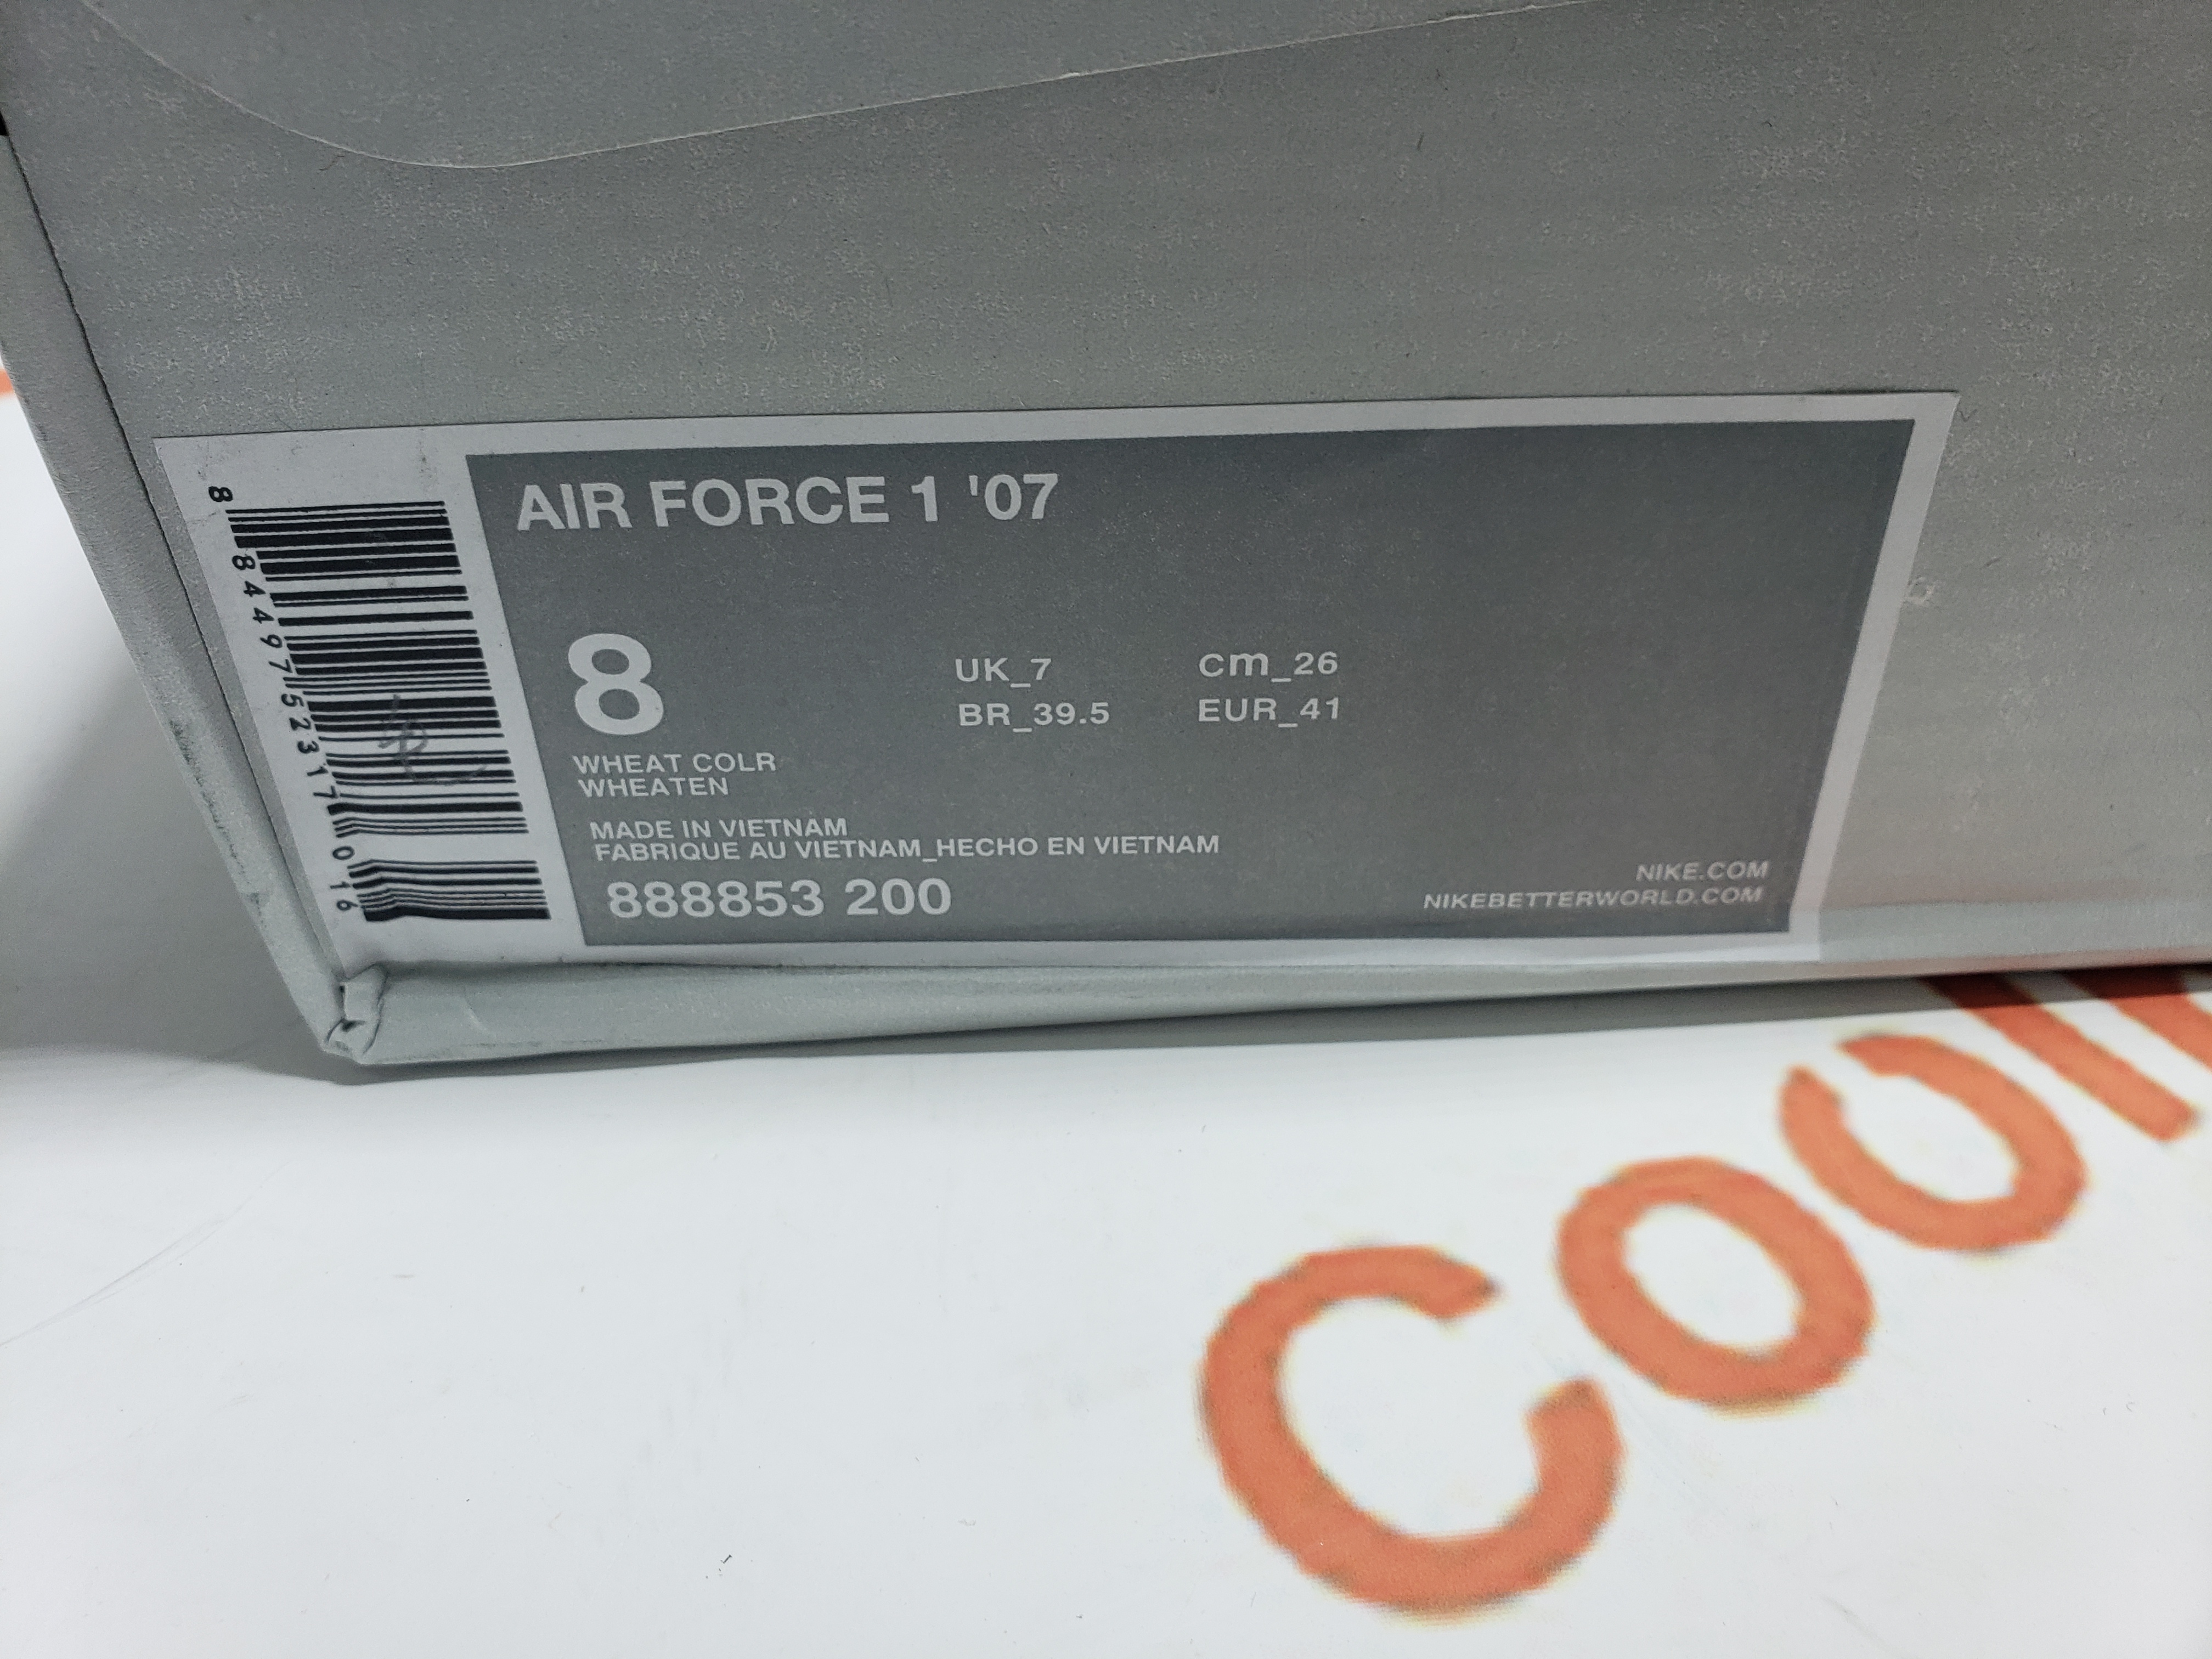 AIR FORCE 1 '07
8
UK_7
cm_26
BR_39.5
EUR_41
WHEAT COLR
WHEATEN
MADE IN VIETNAM
FABRIQUE AU VIETNAM_HECHO EN VIETNAM
888853 200
NIKE.COM
NIKEBETTERWORLD.COM
8 84497 52317 0 16